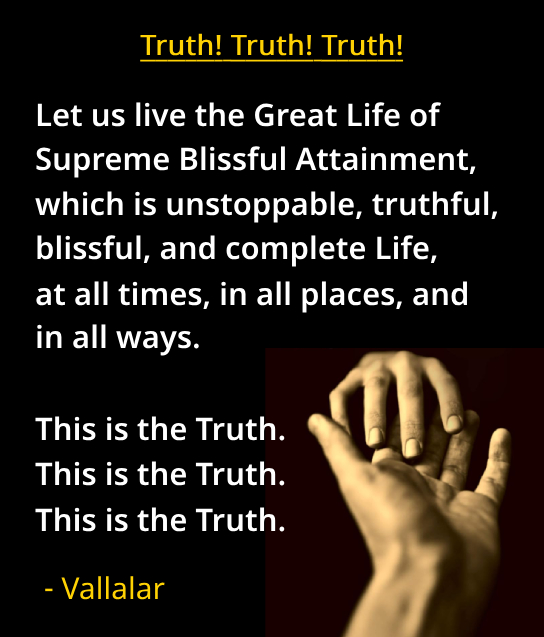 Truth! Truth! Truth!
Let us live the Great Life of
Supreme Blissful Attainment,
which is unstoppable, truthful,
blissful, and complete Life,
at all times, in all places, and
in all ways.
This is the Truth.
This is the Truth.
This is the Truth.
- Vallalar